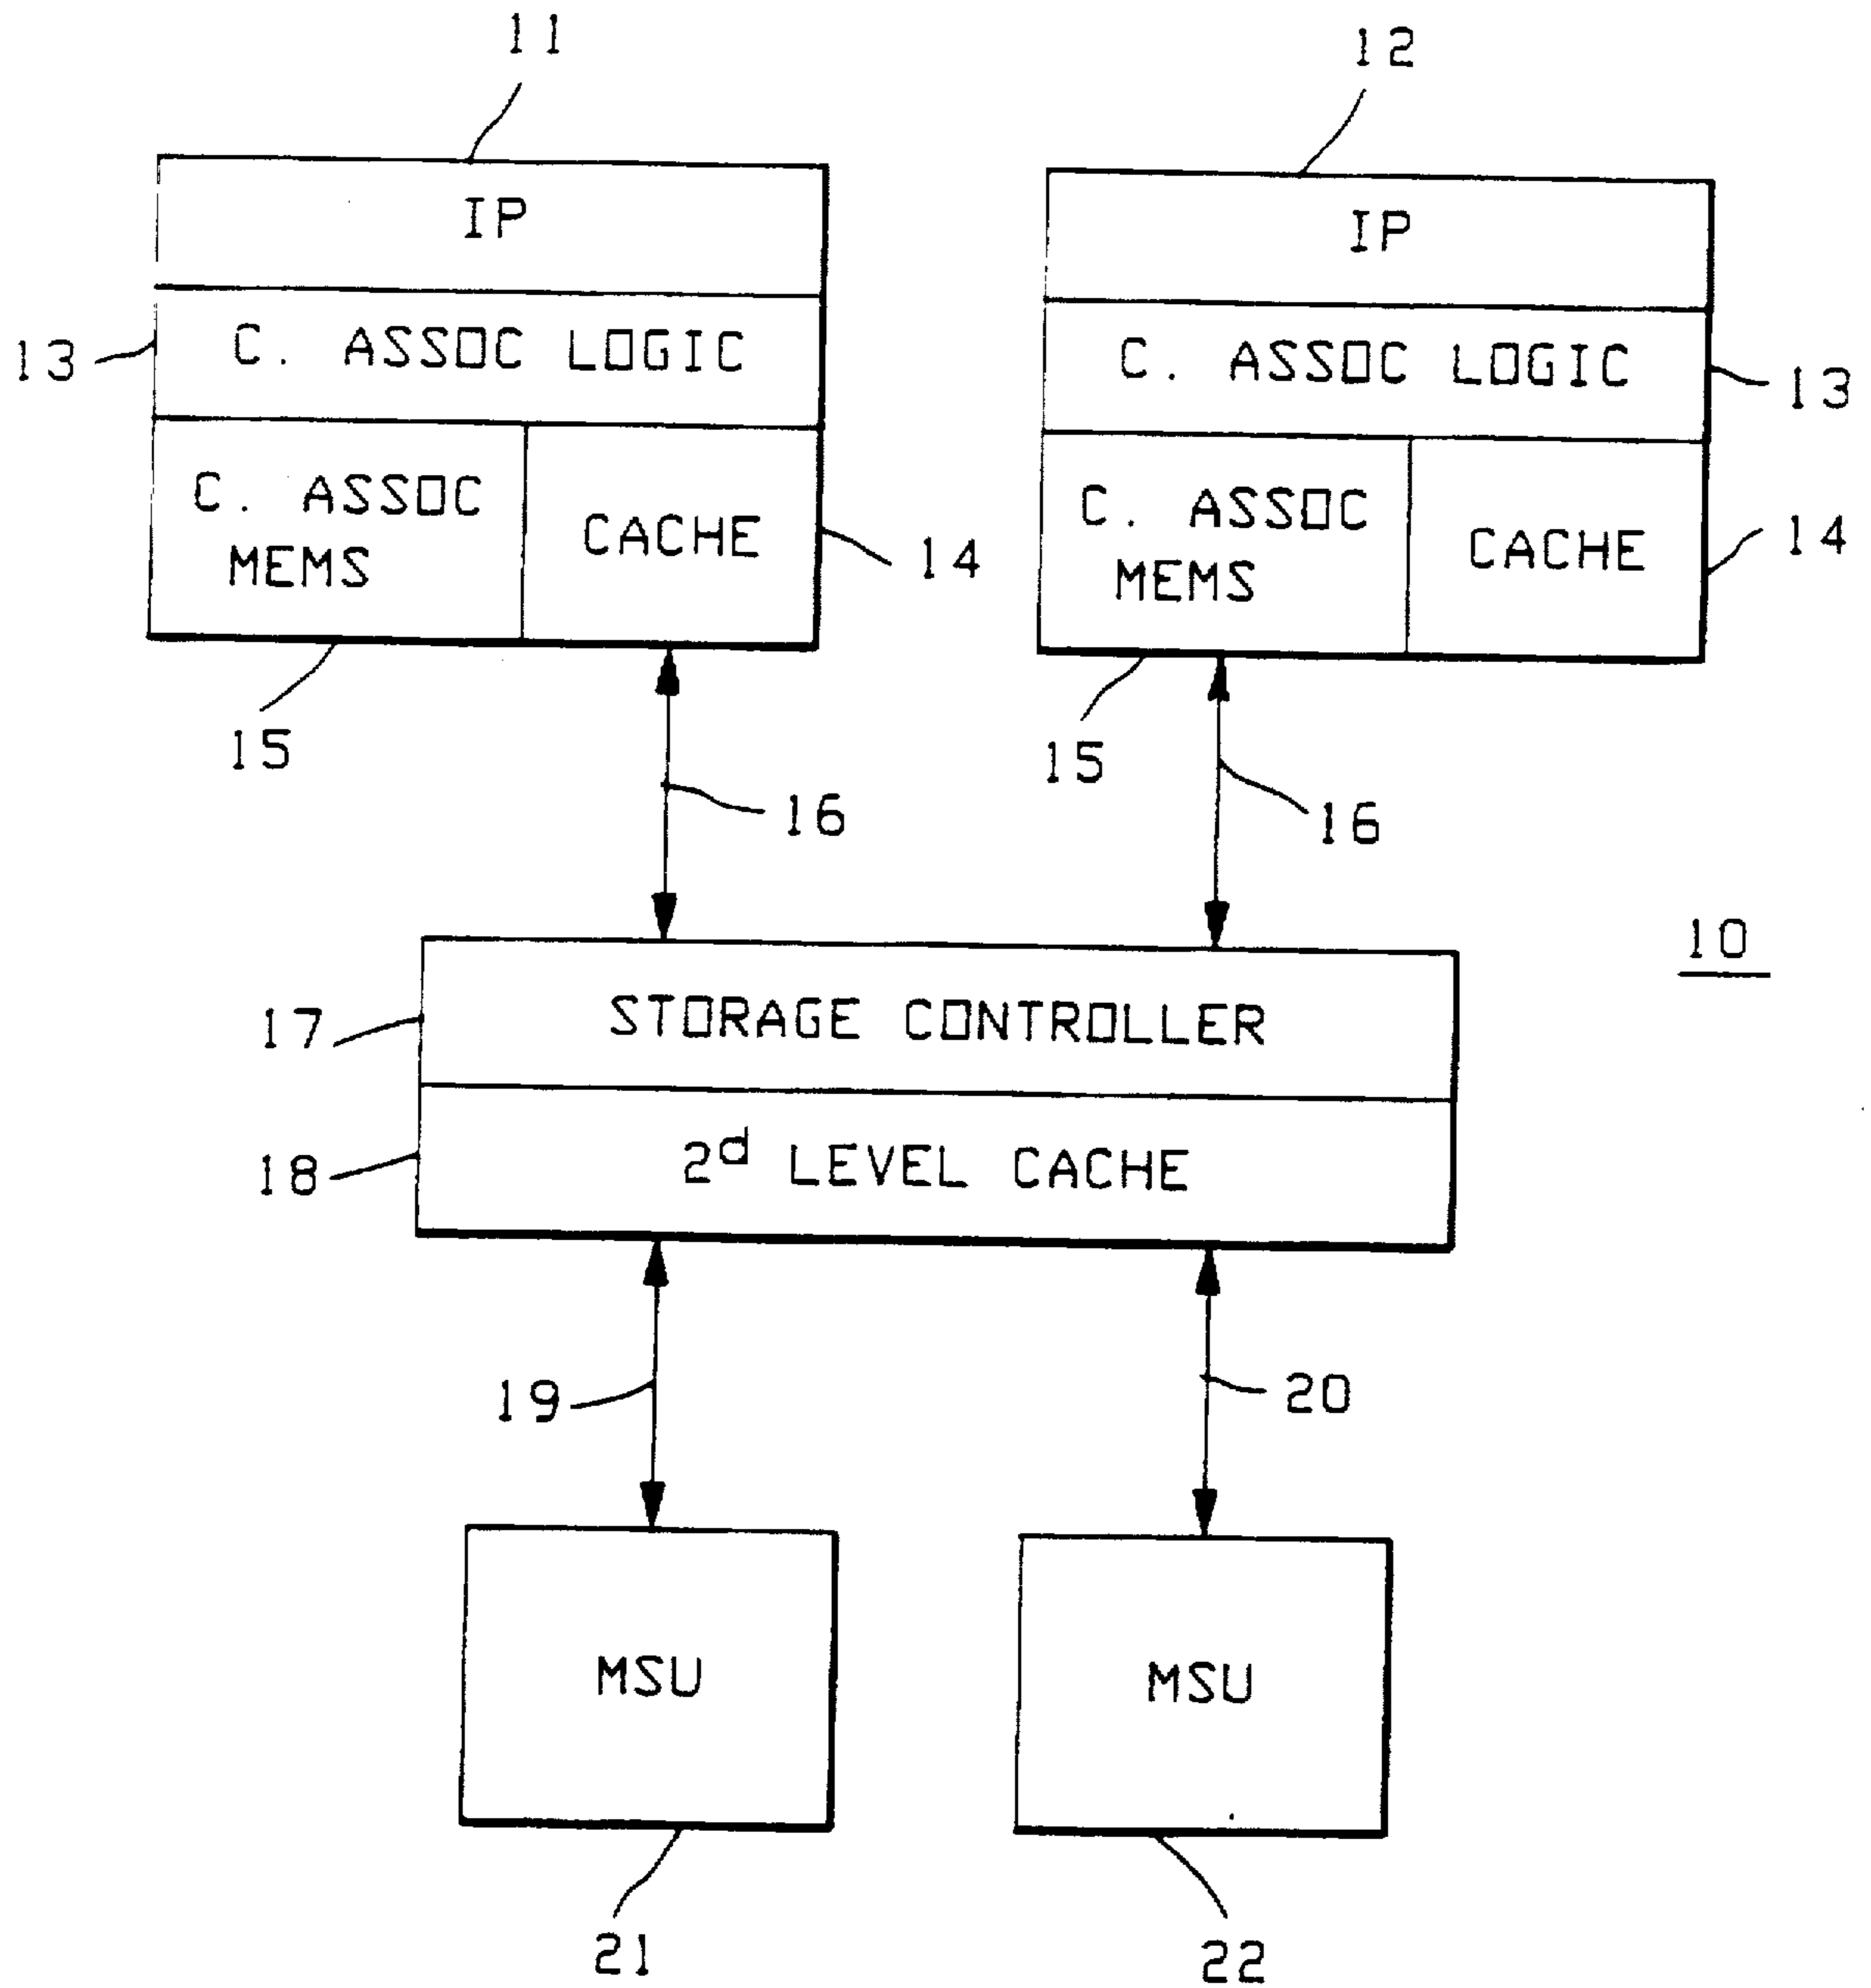 11
12
IP
IP
13
C. ASSOC LOGIC
C. ASSOC LOGIC
13
C. ASSOC
MEMS
CACHE
14
C. ASSOC
MEMS
CACHE
14
15
15
16
16
10
17
STORAGE CONTROLLER
18
2d LEVEL CACHE
19
20
MSU
MSU
21
22